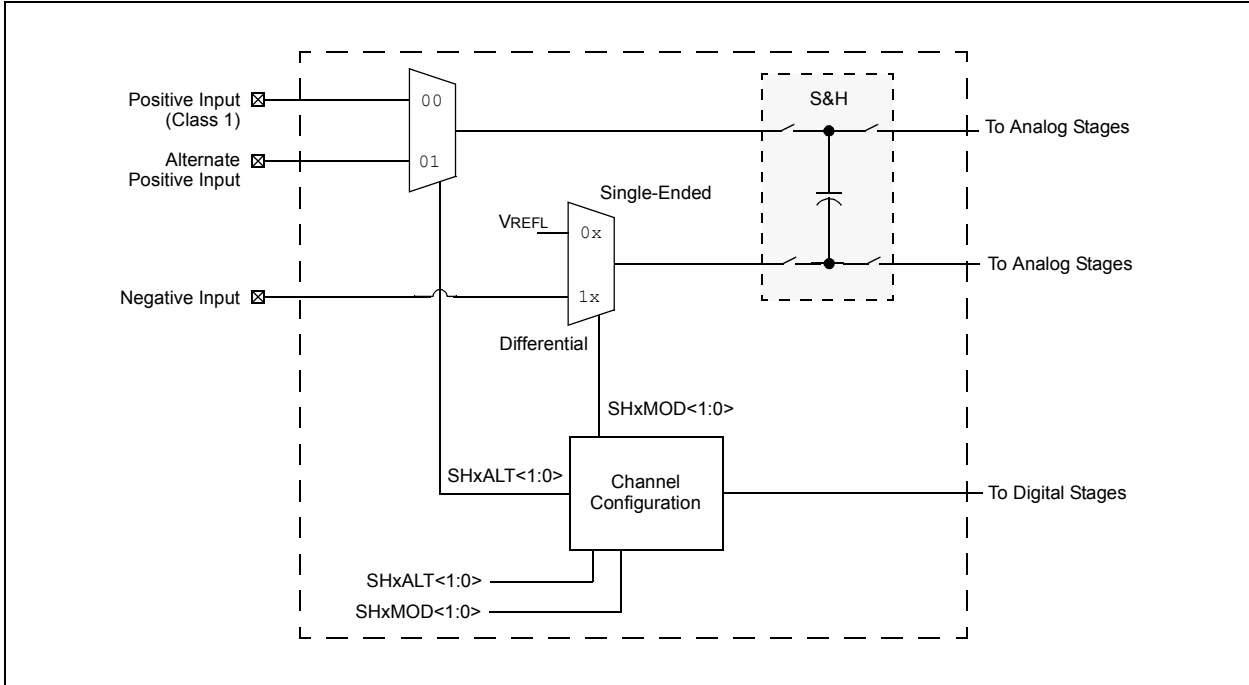 S&H
Positive Input
(Class 1)
00
To Analog Stages
Alternate
Positive Input
01
Single-Ended
VREFL
0x
To Analog Stages
Negative Input
1x
Differential
SHxMOD<1:0>
SHxALT<1:0>
Channel
Configuration
To Digital Stages
SHxALT<1:0>
SHxMOD<1:0>